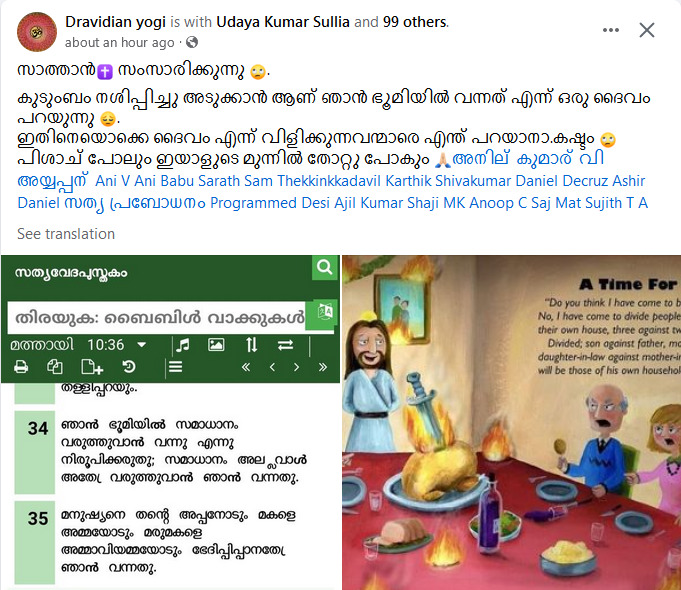 Dravidian yogi is with Udaya Kumar Sullia and 99 others.
about an hour ago ·
സാത്താൻ✝️ സംസാരിക്കുന്നു 🙄.
കുടുംബം നശിപ്പിച്ചു അടുക്കാൻ ആണ് ഞാൻ ഭൂമിയിൽ വന്നത് എന്ന് ഒരു ദൈവം
പറയുന്നു 😔.
ഇതിനെയൊക്കെ ദൈവം എന്ന് വിളിക്കുന്നവന്മാരെ എന്ത് പറയാനാ.കഷ്ടം 🙄
പിശാച് പോലും ഇയാളുടെ മുന്നിൽ തോറ്റു പോകും 🙏🏻അനില് കുമാര് വി
അയ്യപ്പന് Ani V Ani Babu Sarath Sam Thekkinkkadavil Karthik Shivakumar Daniel Decruz Ashir
Daniel സത്യ പ്രബോധനം Programmed Desi Ajil Kumar Shaji MK Anoop C Saj Mat Sujith T A
See translation
സത്യവേദപുസ്തകം
തിരയുക: ബൈബിൾ വാക്കുകൾ
മത്തായി 10:36
തള്ളിപ്പറയും.
34 ഞാൻ ഭൂമിയിൽ സമാധാനം
വരുത്തുവാൻ വന്നു എന്നു
നിരൂപിക്കരുതു; സമാധാനം അല്ല വാൾ
അത്രേ വരുത്തുവാൻ ഞാൻ വന്നതു.
35 മനുഷ്യനെ തന്റെ അപ്പനോടും മകളെ
അമ്മയോടും മരുമകളെ
അമ്മാവിയമ്മയോടും ഭേദിപ്പിപ്പാനത്രേ
ഞാൻ വന്നതു.
A Time For
"Do you think I have come to b
No, I have come to divide people
their own house, three against tw
Divided; son against father, mo
daughter-in-law against mother-in
will be those of his own househol